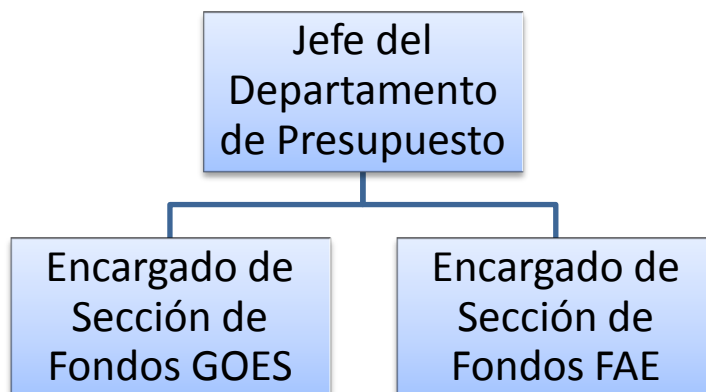 Jefe del
Departamento
de Presupuesto
Encargado de
Sección de
Fondos GOES
Encargado de
Sección de
Fondos FAE